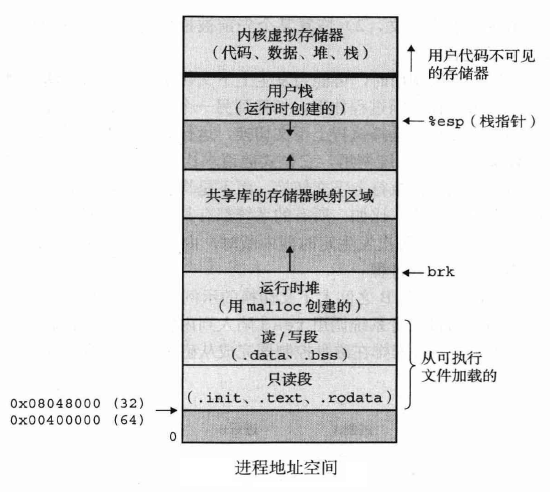 内核虚拟存储器
（代码、数据、堆、栈）
用户代码不可见
的存储器
用户栈
（运行时创建的）
%esp（栈指针）
共享库的存储器映射区域
brk
运行时堆
（用 malloc 创建的）
读/写段
（.data、.bss）
从可执行
文件加载的
只读段
（.init、.text、.rodata）
0x08048000 (32)
0x00400000 (64)
0
进程地址空间